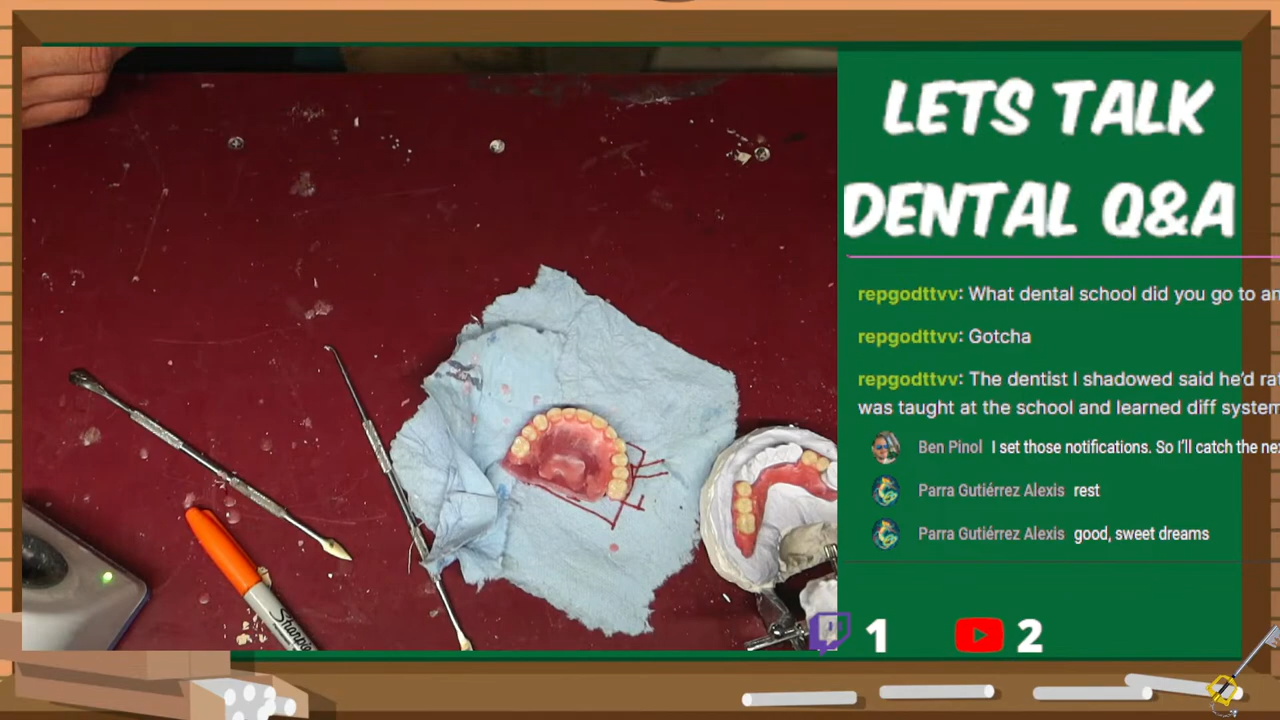 LETS TALK
DENTAL Q&A
repgodttvv: What dental school did you go to an
repgodttvv: Gotcha
repgodttvv: The dentist I shadowed said he'd rat
was taught at the school and learned diff system
Ben Pinol I set those notifications. So I'll catch the ne
Parra Gutiérrez Alexis rest
Parra Gutiérrez Alexis good, sweet dreams
Sharpie
1 2